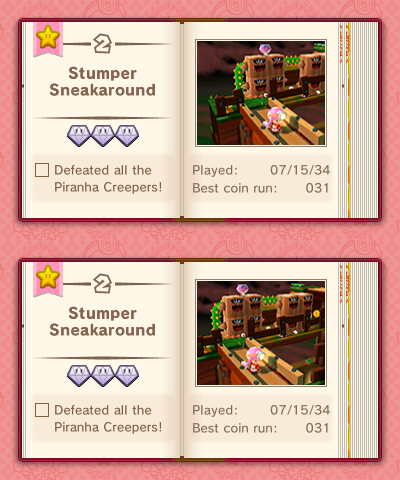 2
Stumper
Sneakaround
Defeated all the
Piranha Creepers!
Played: 07/15/34
Best coin run: 031
2
Stumper
Sneakaround
Defeated all the
Piranha Creepers!
Played: 07/15/34
Best coin run: 031